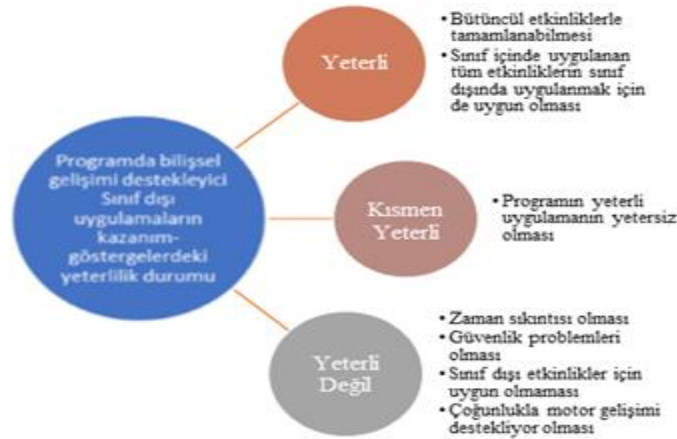 Programda bilişsel
gelişimi destekleyici
Sınıf dışı
uygulamaların
kazanım-
göstergelerdeki
yeterlilik durumu
Yeterli
• Bütüncül etkinliklerle
tamamlanabilmesi
• Sınıf içinde uygulanan
tüm etkinliklerin sınıf
dışında uygulanmak için
de uygun olması
Kısmen
Yeterli
• Programın yeterli
uygulamanın yetersiz
olması
Yeterli
Değil
• Zaman sıkıntısı olması
• Güvenlik problemleri
olması
• Sınıf dışı etkinlikler için
uygun olmaması
• Çoğunlukla motor gelişimi
destekliyor olması